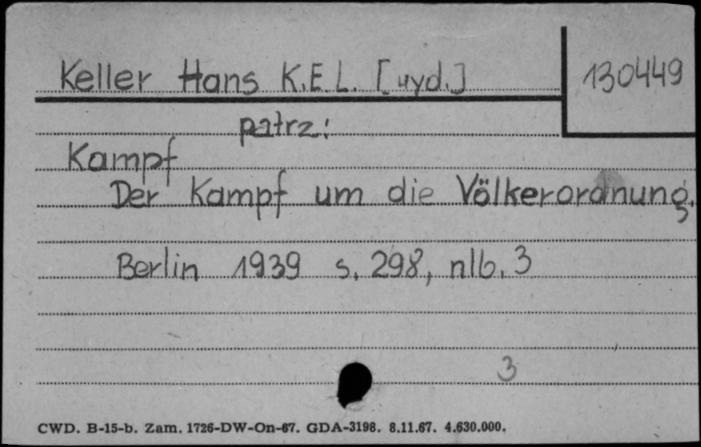 Keller Hans K.E.L. [wyd.]
130449
patrz:
Kampf
Der Kampf um die Völkerordnung.
Berlin 1939 s. 298, nlb. 3
3
CWD. B-15-b. Zam. 1726-DW-On-67. GDA-3198. 8.11.67. 4.630.000.